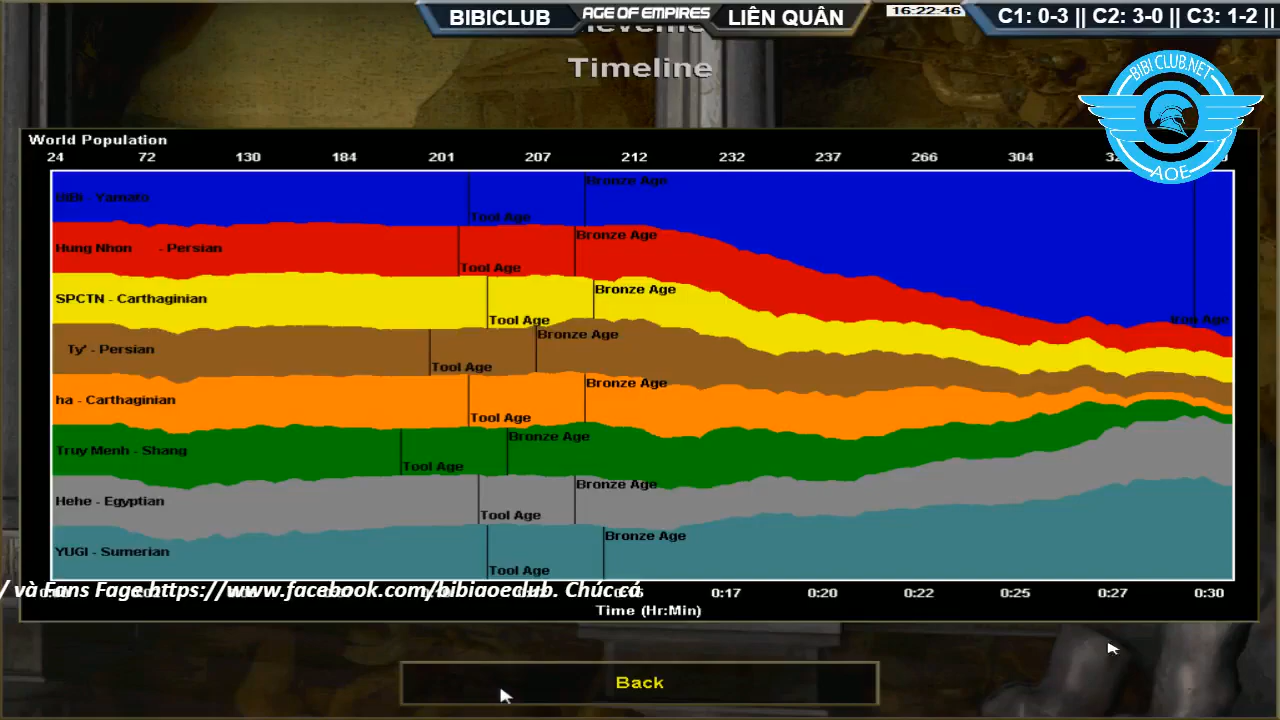 BIBICLUB
AGE OF EMPIRES
LIÊN QUÂN
16:22:46
C1: 0-3 || C2: 3-0 || C3: 1-2 ||
Timeline
BIBI CLUB.NET
AOE
World Population
24 72 130 184 201 207 212 232 237 266 304
BIBI - Yamato
Tool Age
Bronze Age
Iron Age
Hung Nhon - Persian
Tool Age
Bronze Age
SPCTN - Carthaginian
Tool Age
Bronze Age
Ty' - Persian
Tool Age
Bronze Age
ha - Carthaginian
Tool Age
Bronze Age
Truy Menh - Shang
Tool Age
Bronze Age
Hehe - Egyptian
Tool Age
Bronze Age
YUGI - Sumerian
Tool Age
Bronze Age
/ và Fans Fage https://www.facebook.com/bibiaoeclub. Chúc cá
0:17 0:20 0:22 0:25 0:27 0:30
Time (Hr:Min)
Back